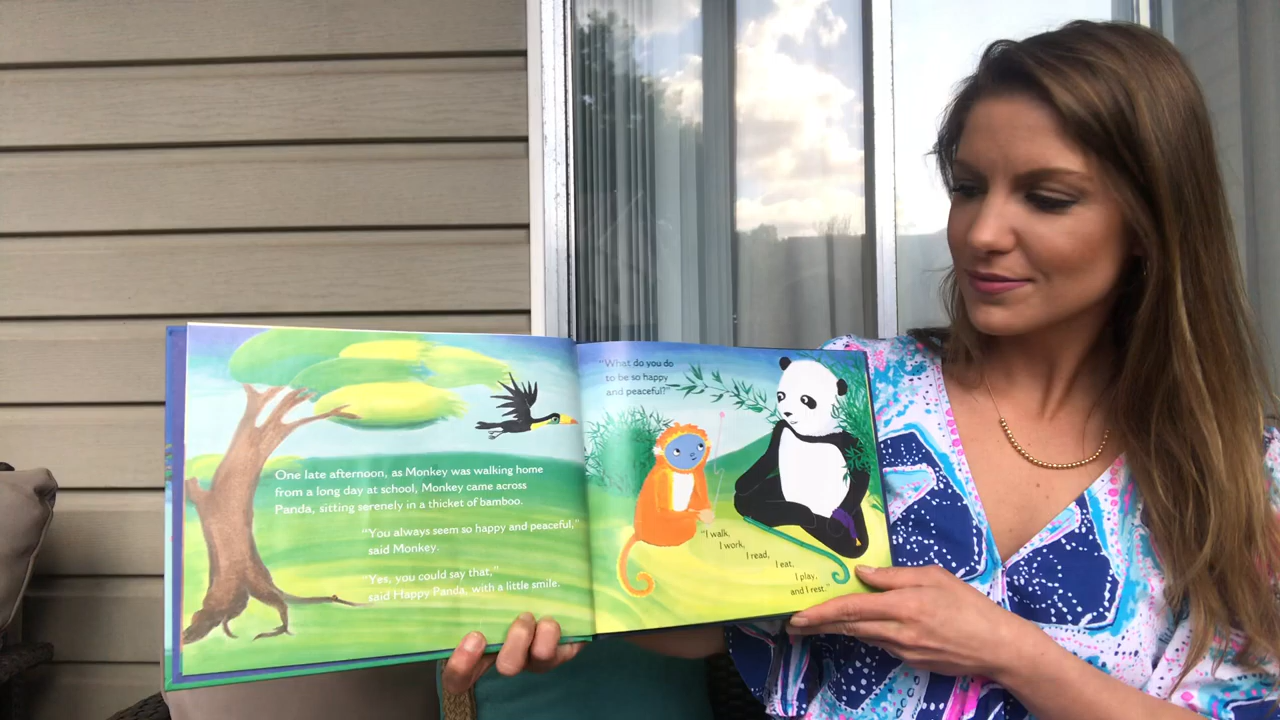 One late afternoon, as Monkey was walking home
from a long day at school, Monkey came across
Panda, sitting serenely in a thicket of bamboo.
"You always seem so happy and peaceful,"
said Monkey.
"Yes, you could say that,"
said Happy Panda, with a little smile.
"What do you do
to be so happy
and peaceful?"
"I walk,
I work,
I read,
I eat,
I play,
and I rest."